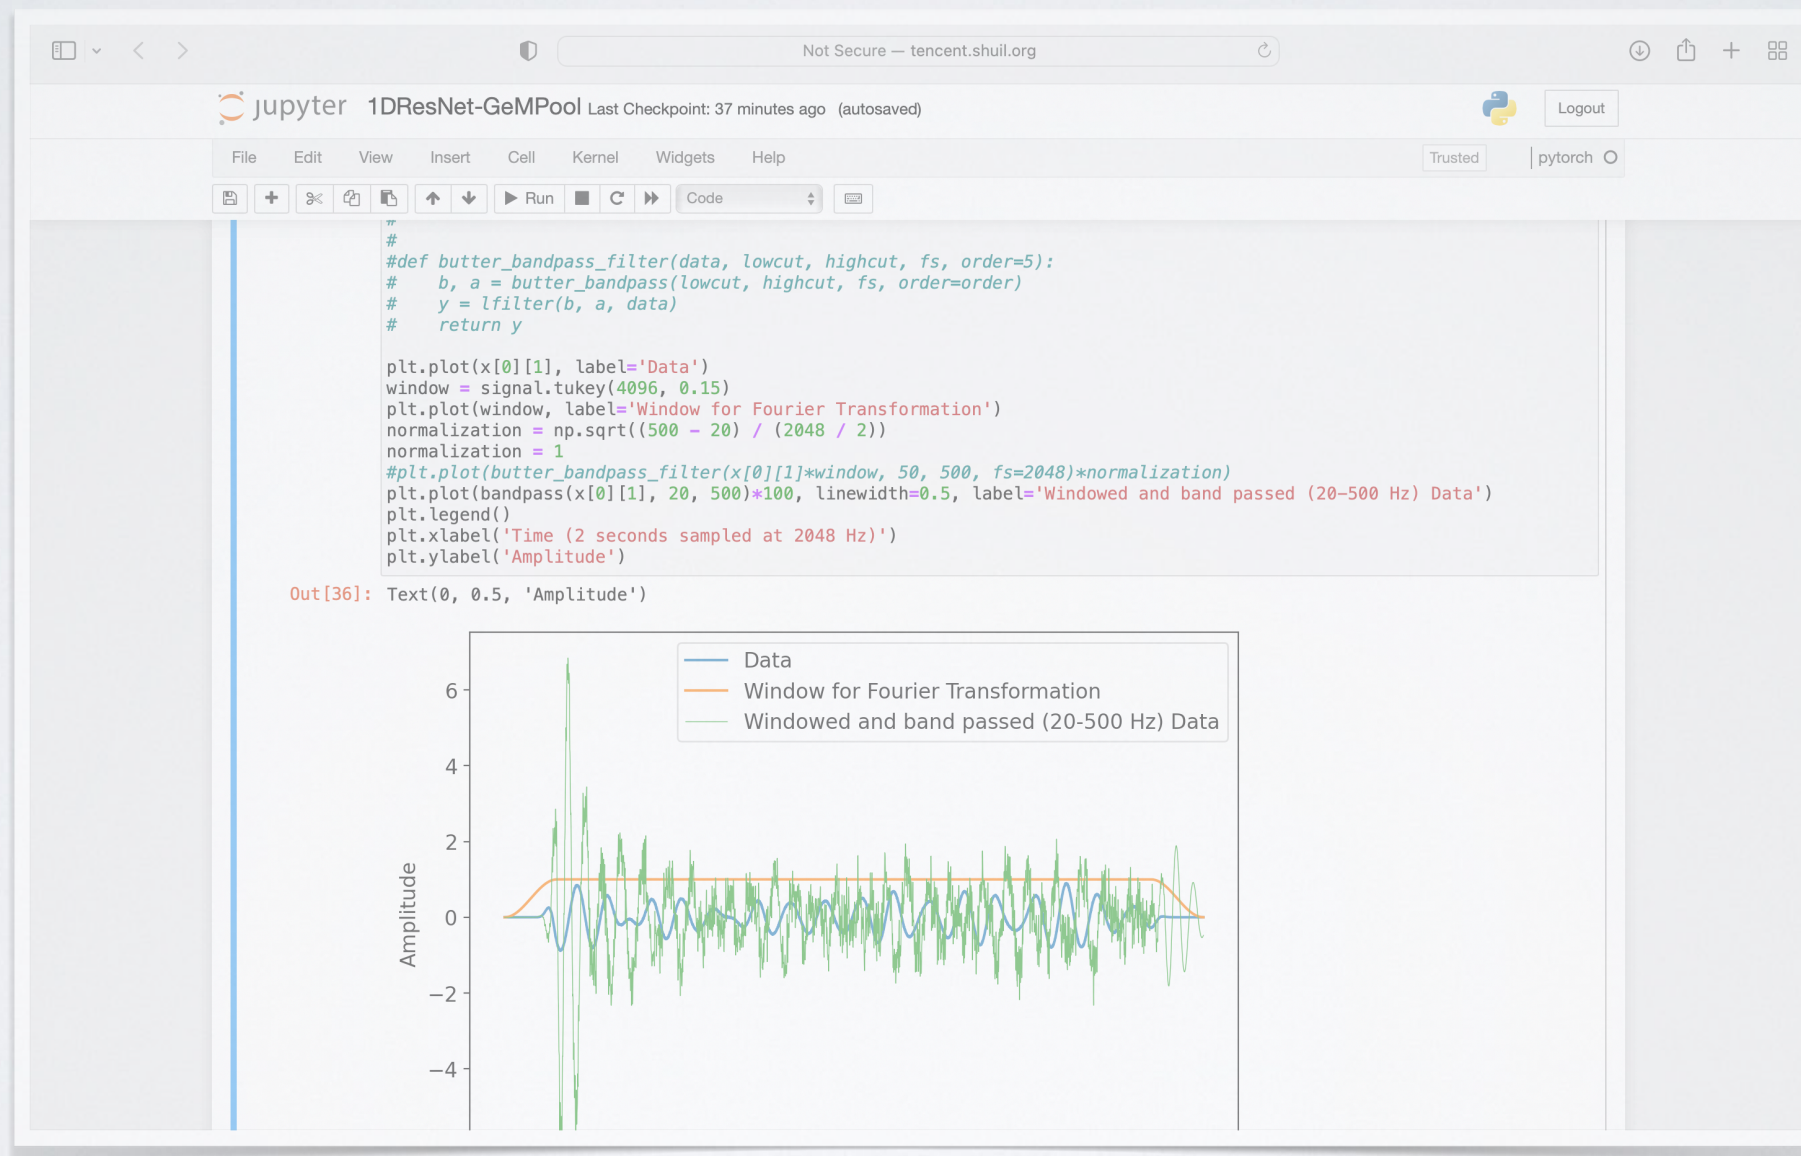 Not Secure — tencent.shuil.org
jupyter 1DResNet-GeMPool Last Checkpoint: 37 minutes ago (autosaved)
Logout
File Edit View Insert Cell Kernel Widgets Help
Trusted
pytorch
Run
Code
#
#
#def butter_bandpass_filter(data, lowcut, highcut, fs, order=5):
#    b, a = butter_bandpass(lowcut, highcut, fs, order=order)
#    y = lfilter(b, a, data)
#    return y
plt.plot(x[0][1], label='Data')
window = signal.tukey(4096, 0.15)
plt.plot(window, label='Window for Fourier Transformation')
normalization = np.sqrt((500 - 20) / (2048 / 2))
normalization = 1
#plt.plot(butter_bandpass_filter(x[0][1]*window, 50, 500, fs=2048)*normalization)
plt.plot(bandpass(x[0][1], 20, 500)*100, linewidth=0.5, label='Windowed and band passed (20-500 Hz) Data')
plt.legend()
plt.xlabel('Time (2 seconds sampled at 2048 Hz)')
plt.ylabel('Amplitude')
Out[36]: Text(0, 0.5, 'Amplitude')
Data
Window for Fourier Transformation
Windowed and band passed (20-500 Hz) Data
6
4
2
0
−2
−4
Amplitude